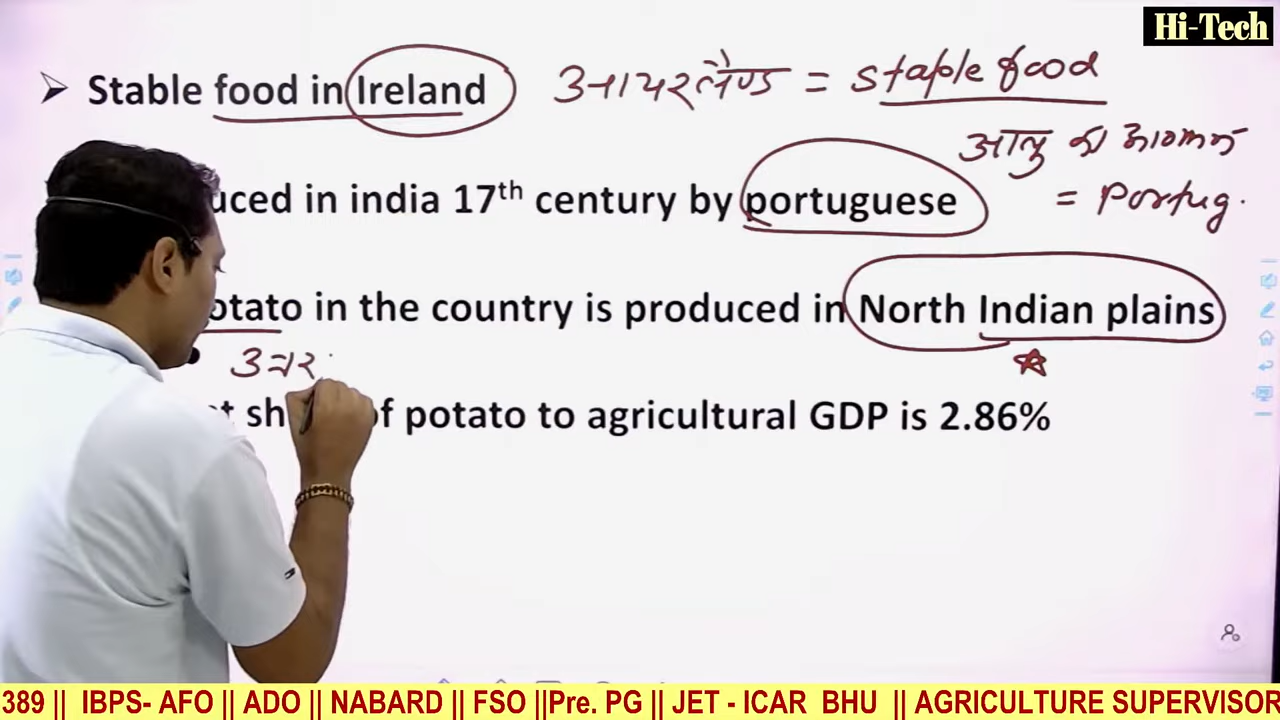 Hi-Tech
Stable food in Ireland
आयरलैण्ड = staple food
आलू का आगमन
uced in india 17th century by portuguese
= Portug.
otato in the country is produced in North Indian plains
उत्तर
sh of potato to agricultural GDP is 2.86%
389 || IBPS- AFO || ADO || NABARD || FSO ||Pre. PG || JET - ICAR BHU || AGRICULTURE SUPERVISOR